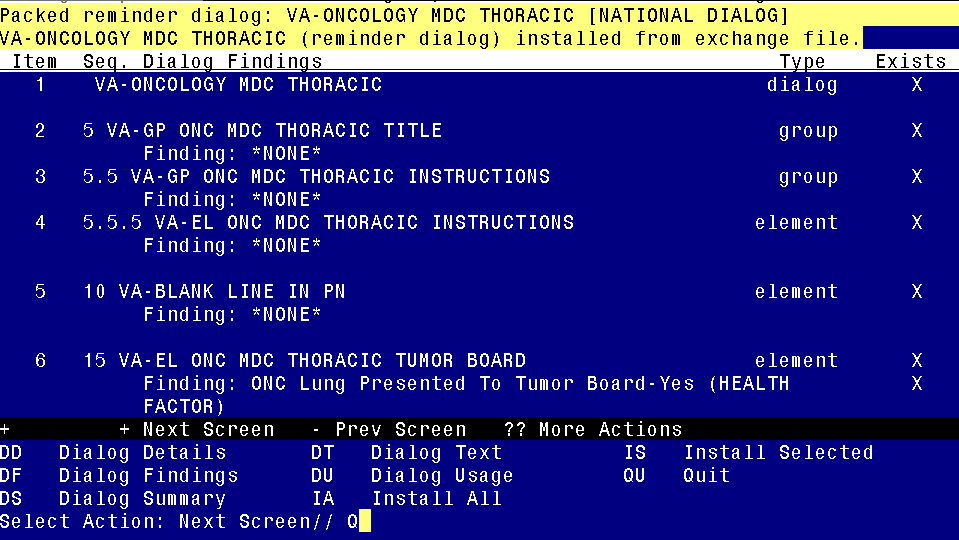 Packed reminder dialog: VA-ONCOLOGY MDC THORACIC [NATIONAL DIALOG]
VA-ONCOLOGY MDC THORACIC (reminder dialog) installed from exchange file.
Item Seq. Dialog Findings Type Exists
1 VA-ONCOLOGY MDC THORACIC dialog X
2 5 VA-GP ONC MDC THORACIC TITLE group X
Finding: *NONE*
3 5.5 VA-GP ONC MDC THORACIC INSTRUCTIONS group X
Finding: *NONE*
4 5.5.5 VA-EL ONC MDC THORACIC INSTRUCTIONS element X
Finding: *NONE*
5 10 VA-BLANK LINE IN PN element X
Finding: *NONE*
6 15 VA-EL ONC MDC THORACIC TUMOR BOARD element X
Finding: ONC Lung Presented To Tumor Board-Yes (HEALTH X
FACTOR)
+ + Next Screen - Prev Screen ?? More Actions
DD Dialog Details DT Dialog Text IS Install Selected
DF Dialog Findings DU Dialog Usage QU Quit
DS Dialog Summary IA Install All
Select Action: Next Screen// Q